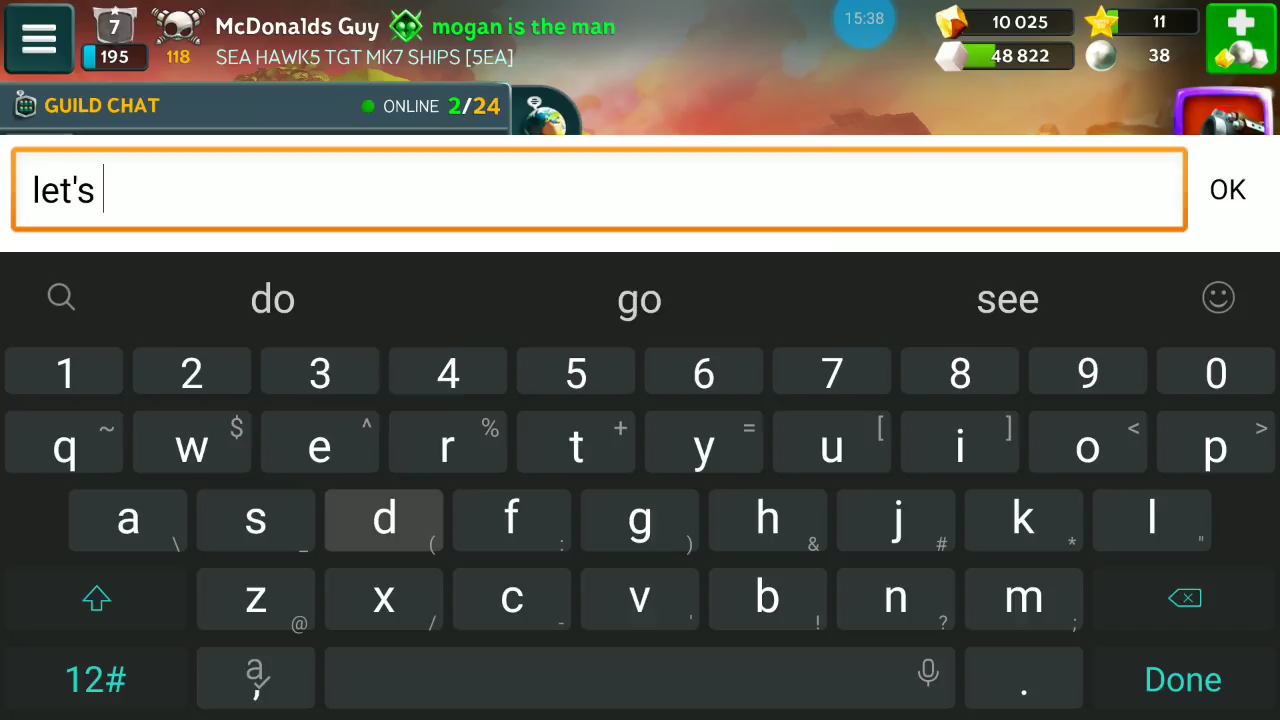 7 McDonalds Guy mogan is the man 15:38 10 025 11
195 118 SEA HAWK5 TGT MK7 SHIPS [5EA] 48 822 38
GUILD CHAT ONLINE 2/24
let's OK
do go see
1 2 3 4 5 6 7 8 9 0
q ~ w $ e ^ r % t + y = u [ i ] o < p >
a \ s _ d ( f : g ) h & j # k * l "
z @ x / c - v ' b ! n ? m ;
12# a , . Done